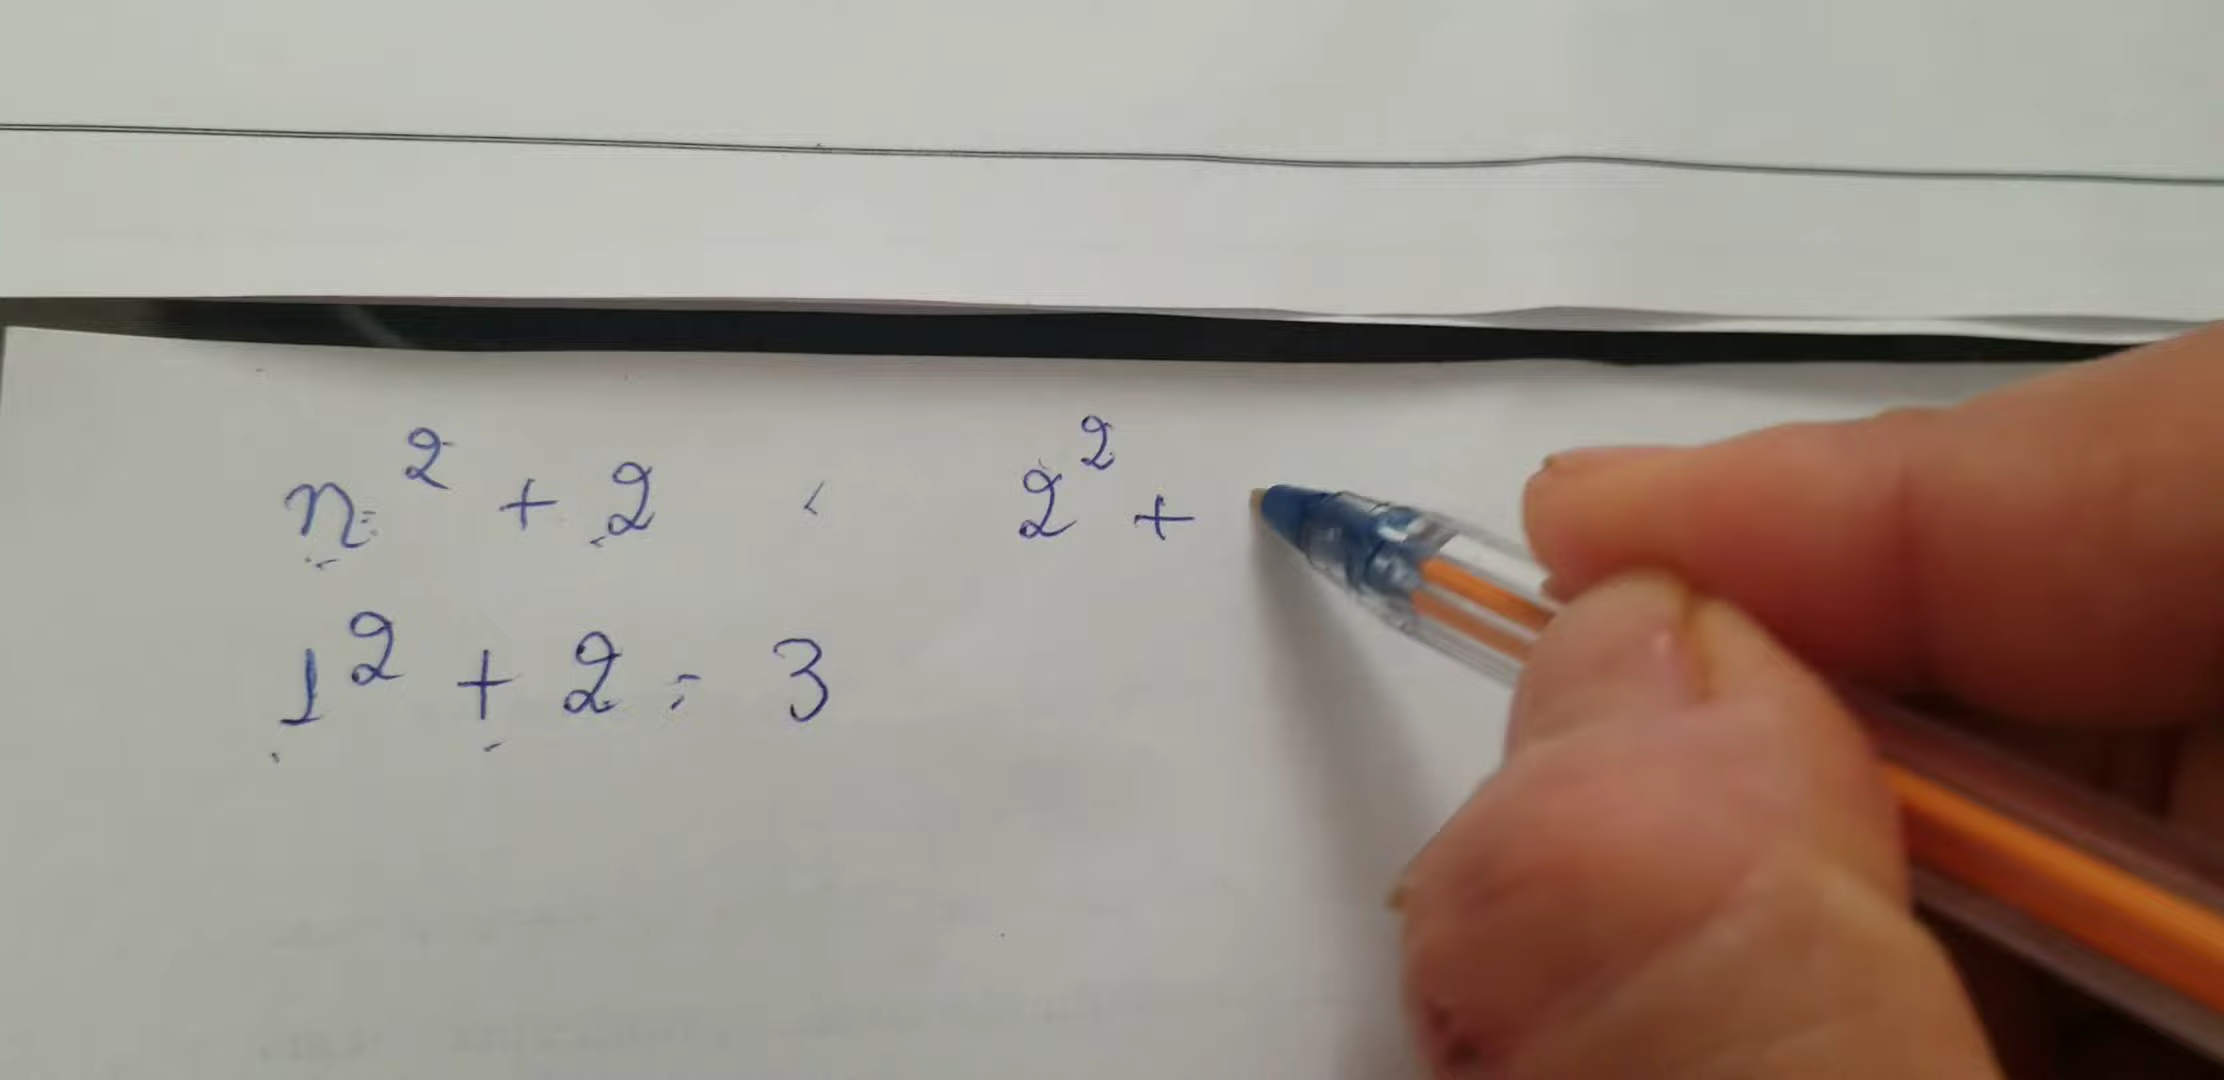 n² + 2 2² +
1² + 2 = 3